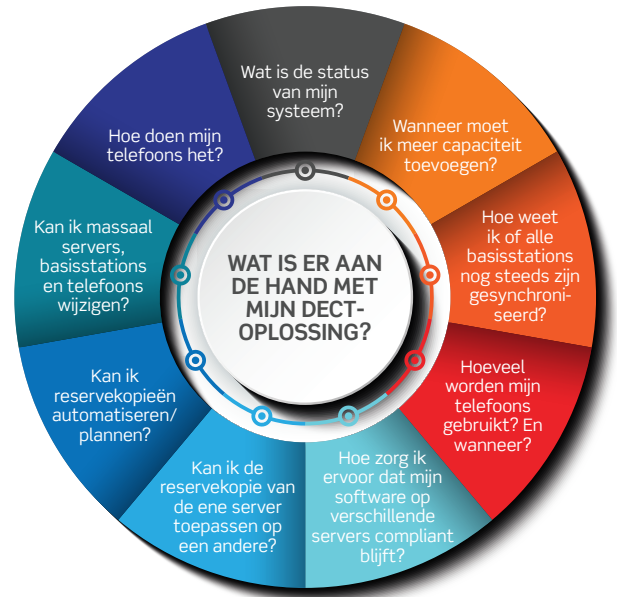 Wat is de status
van mijn
systeem?
Wanneer moet
ik meer capaciteit
toevoegen?
Hoe weet
ik of alle
basisstations
nog steeds zijn
gesynchroni-
seerd?
Hoeveel
worden mijn
telefoons
gebruikt? En
wanneer?
Hoe zorg ik
ervoor dat mijn
software op
verschillende
servers compliant
blijft?
Kan ik de
reservekopie van
de ene server
toepassen op
een andere?
Kan ik
reservekopieën
automatiseren/
plannen?
Kan ik massaal
servers,
basisstations
en telefoons
wijzigen?
Hoe doen mijn
telefoons het?
WAT IS ER AAN
DE HAND MET
MIJN DECT-
OPLOSSING?